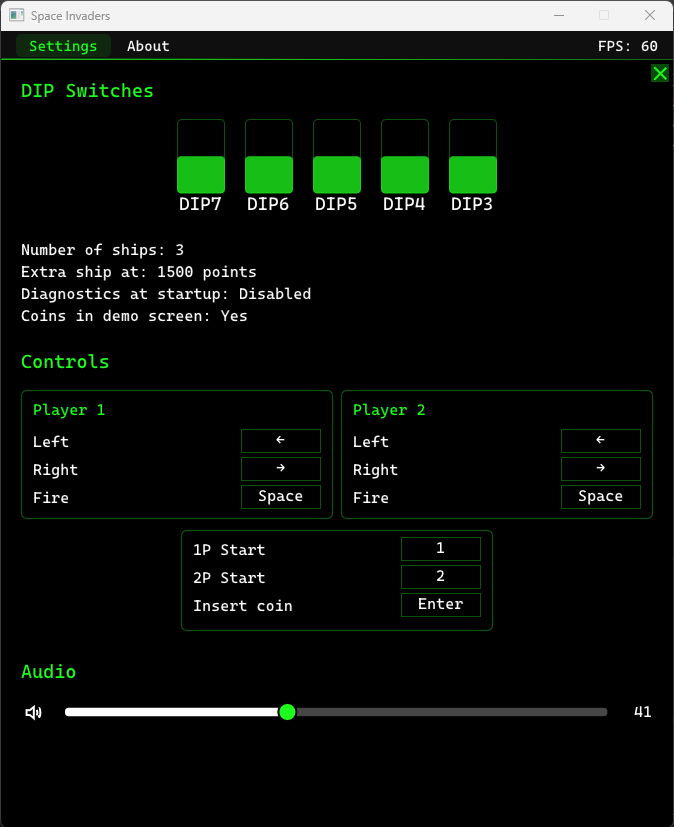 Space Invaders
Settings About FPS: 60
DIP Switches
DIP7 DIP6 DIP5 DIP4 DIP3
Number of ships: 3
Extra ship at: 1500 points
Diagnostics at startup: Disabled
Coins in demo screen: Yes
Controls
Player 1
Left ←
Right →
Fire Space
Player 2
Left ←
Right →
Fire Space
1P Start 1
2P Start 2
Insert coin Enter
Audio
41